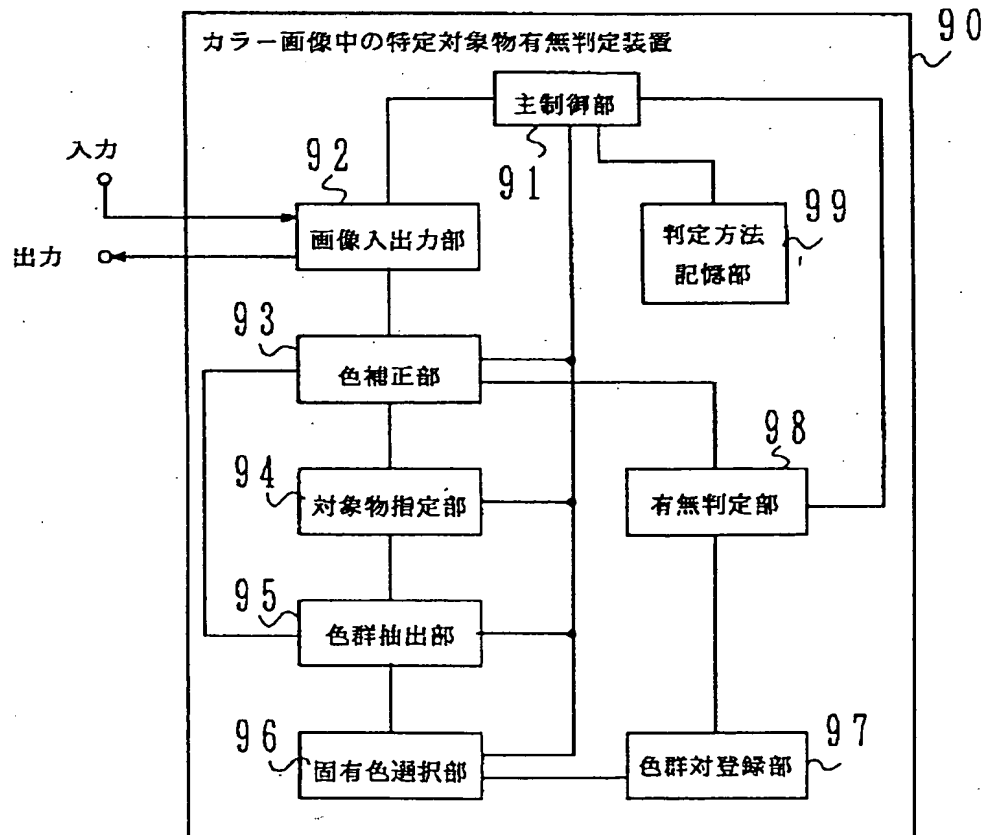 90
カラー画像中の特定対象物有無判定装置
主制御部
91
入力
出力
92
画像入出力部
99
判定方法
記憶部
93
色補正部
94
対象物指定部
98
有無判定部
95
色群抽出部
96
固有色選択部
97
色群対登録部